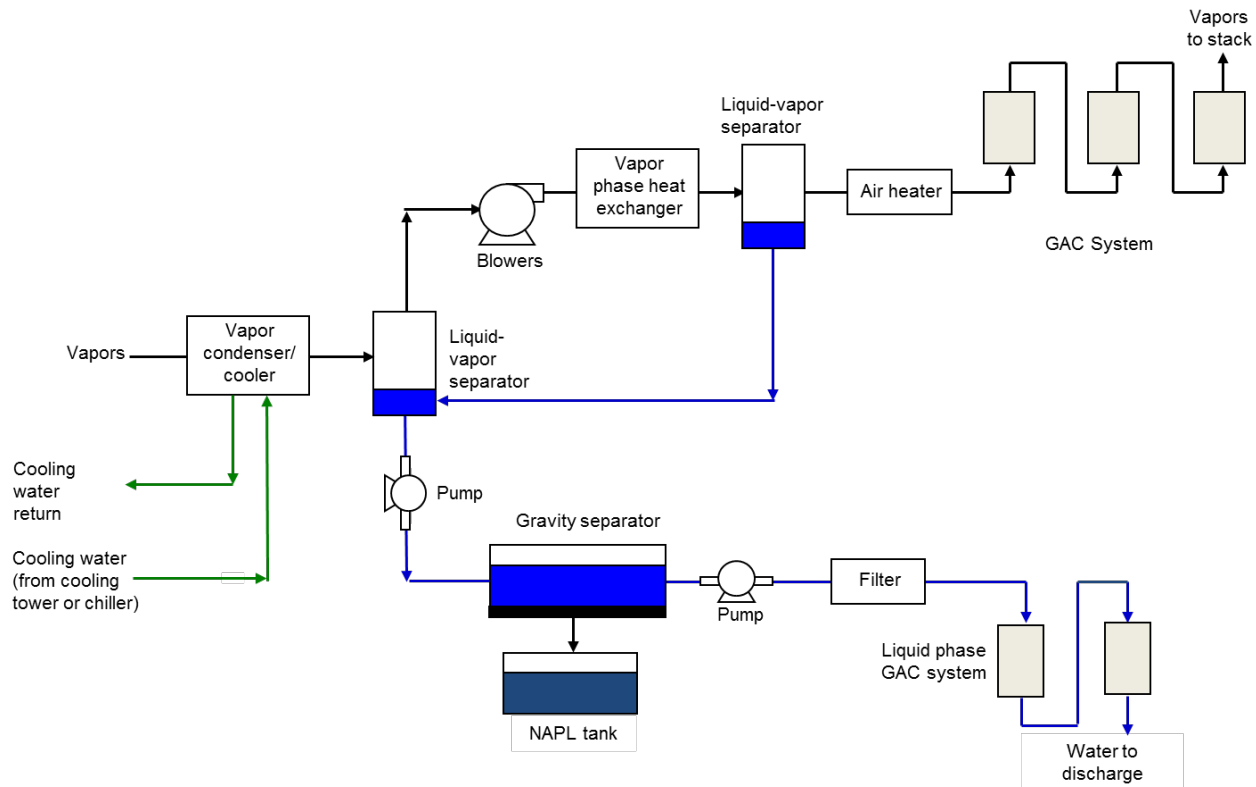 Vapors
to stack
Liquid-vapor
separator
Vapor
phase heat
exchanger
Air heater
GAC System
Blowers
Vapor
condenser/
cooler
Vapors
Liquid-
vapor
separator
Cooling
water
return
Pump
Gravity separator
Cooling water
(from cooling
tower or chiller)
Filter
Pump
Liquid phase
GAC system
NAPL tank
Water to
discharge